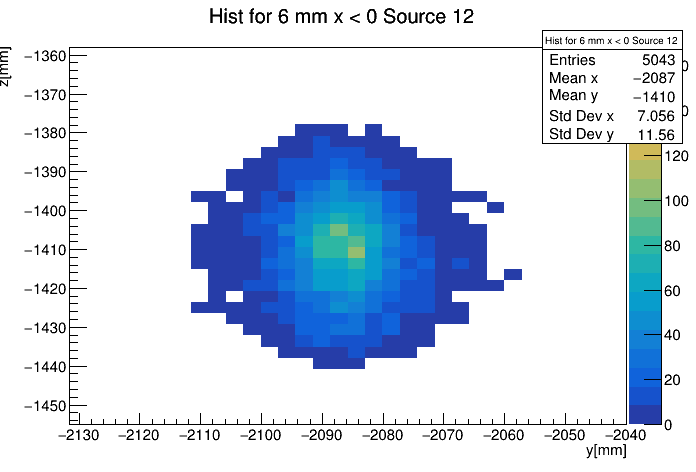 Hist for 6 mm x < 0 Source 12
z[mm]
Hist for 6 mm x < 0 Source 12
Entries 5043
Mean x −2087
Mean y −1410
Std Dev x 7.056
Std Dev y 11.56
−1360
−1370
−1380
−1390
−1400
−1410
−1420
−1430
−1440
−1450
0
0
120
100
80
60
40
20
0
−2130 −2120 −2110 −2100 −2090 −2080 −2070 −2060 −2050 −2040
y[mm]